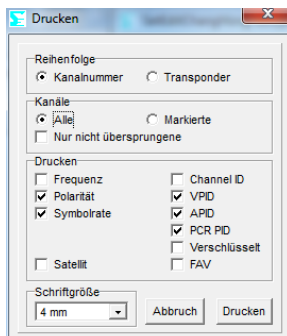 Drucken
Reihenfolge
Kanalnummer Transponder
Kanäle
Alle Markierte
Nur nicht übersprungene
Drucken
Frequenz Channel ID
Polarität VPID
Symbolrate APID
PCR PID
Verschlüsselt
Satellit FAV
Schriftgröße
4 mm Abbruch Drucken